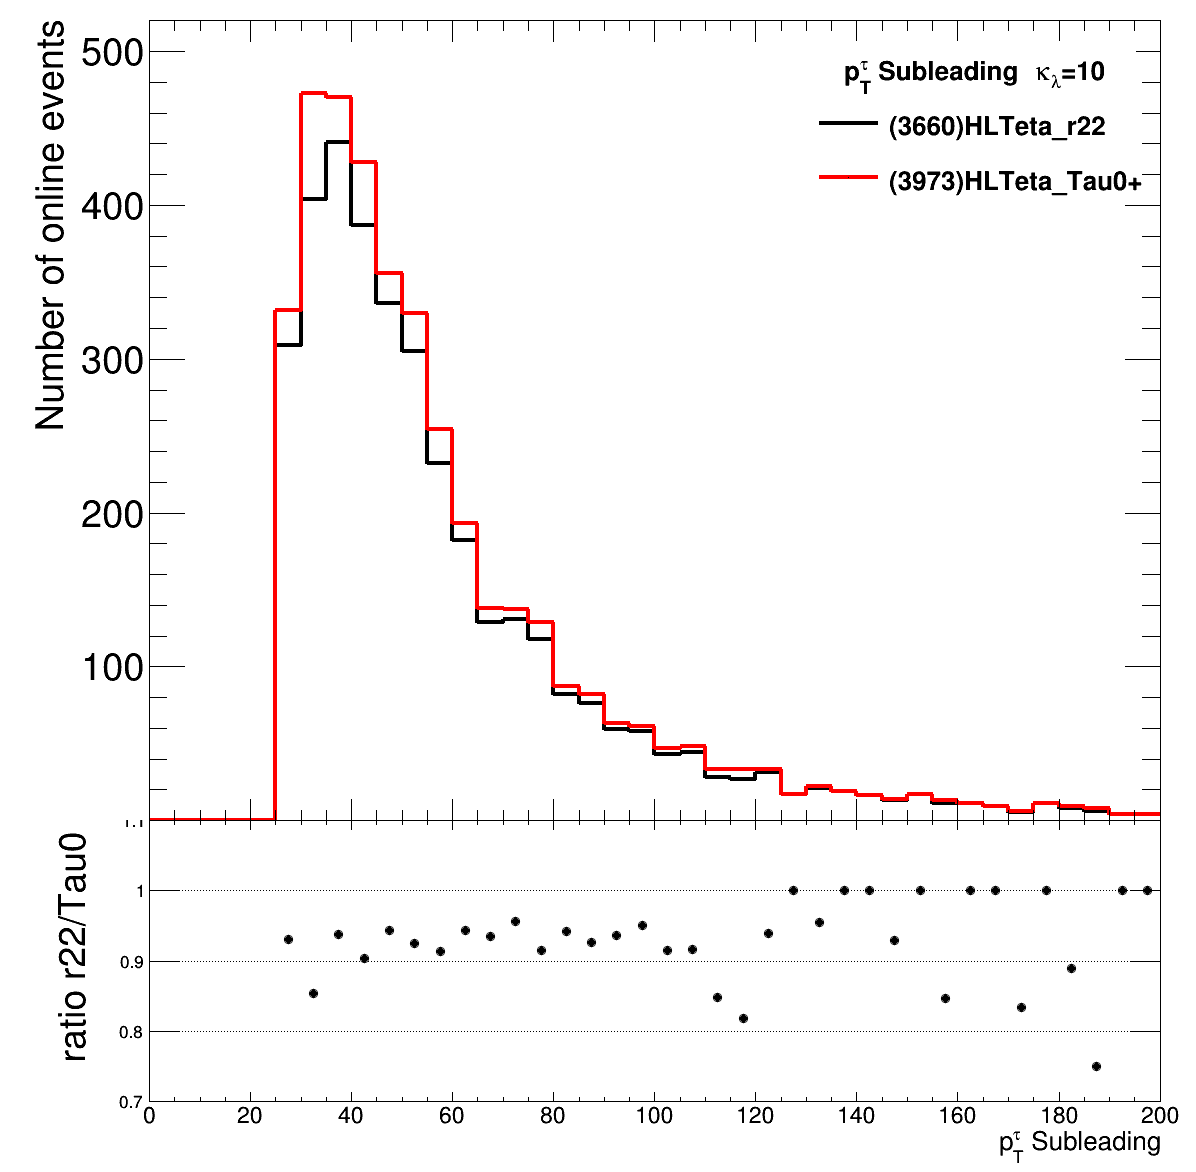 Number of online events
500
400
300
200
100
p_T^τ Subleading κ_λ=10
(3660)HLTeta_r22
(3973)HLTeta_Tau0+
ratio r22/Tau0
1
0.9
0.8
0.7
0 20 40 60 80 100 120 140 160 180 200
p_T^τ Subleading